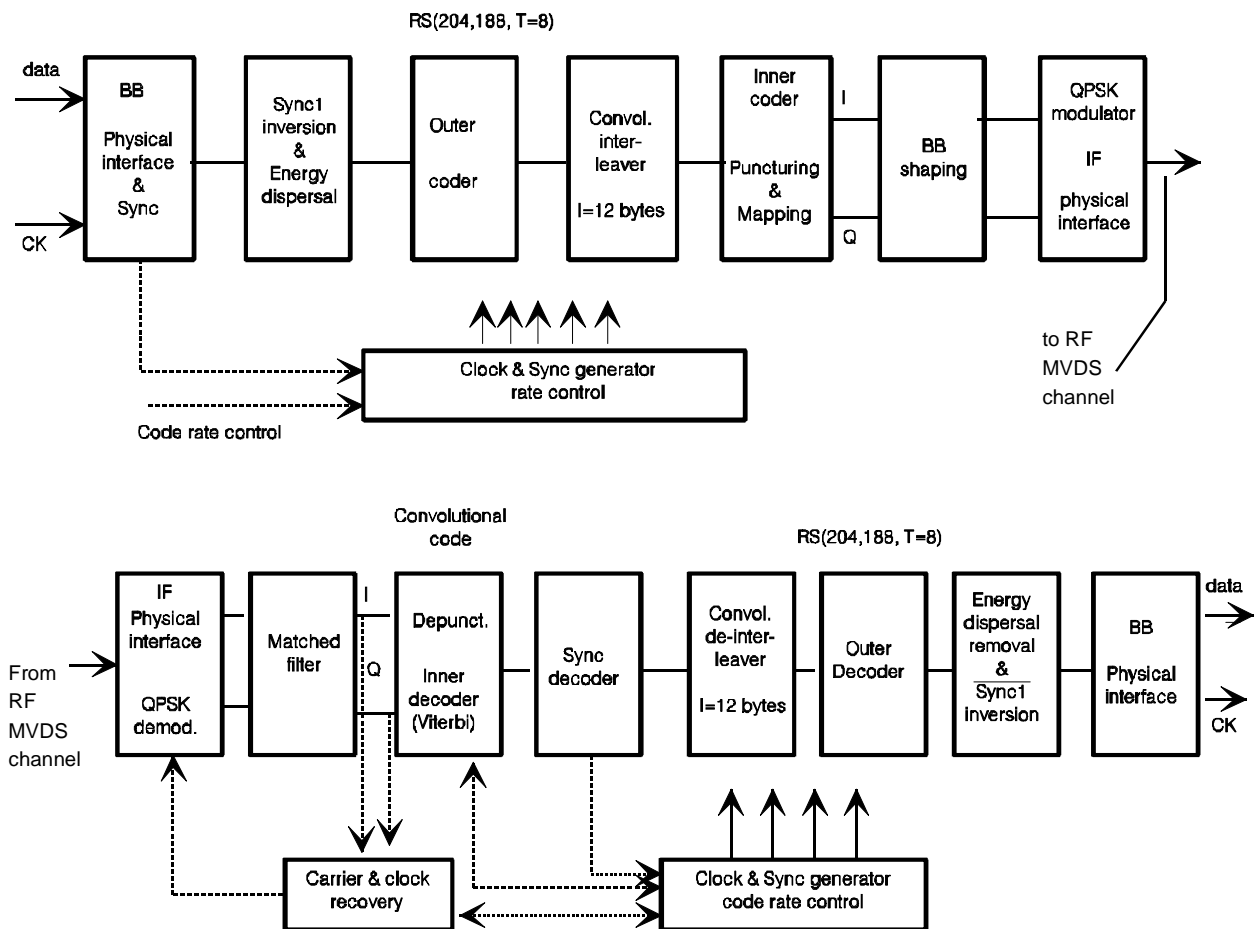 RS(204,188, T=8)
data
CK
BB
Physical
interface
&
Sync
Sync1
inversion
&
Energy
dispersal
Outer
coder
Convol.
inter-
leaver
I=12 bytes
Inner
coder
Puncturing
&
Mapping
I
Q
BB
shaping
QPSK
modulator
IF
physical
interface
to RF
MVDS
channel
Clock & Sync generator
rate control
Code rate control
Convolutional
code
RS(204,188, T=8)
From
RF
MVDS
channel
IF
Physical
interface
QPSK
demod.
Matched
filter
I
Q
Depunct.
Inner
decoder
(Viterbi)
Sync
decoder
Convol.
de-inter-
leaver
I=12 bytes
Outer
Decoder
Energy
dispersal
removal
&
Sync1
inversion
BB
Physical
interface
data
CK
Carrier & clock
recovery
Clock & Sync generator
code rate control